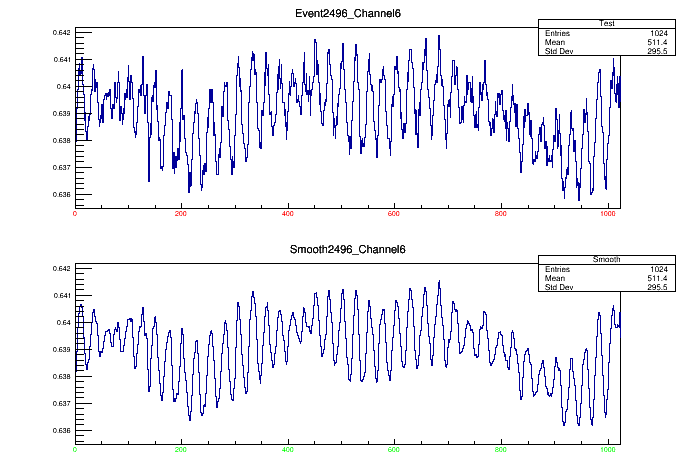 Event2496_Channel6
Test
Entries 1024
Mean 511.4
Std Dev 295.5
0.642
0.641
0.64
0.639
0.638
0.637
0.636
0 200 400 600 800 1000
Smooth2496_Channel6
Smooth
Entries 1024
Mean 511.4
Std Dev 295.5
0.642
0.641
0.64
0.639
0.638
0.637
0.636
0 200 400 600 800 1000